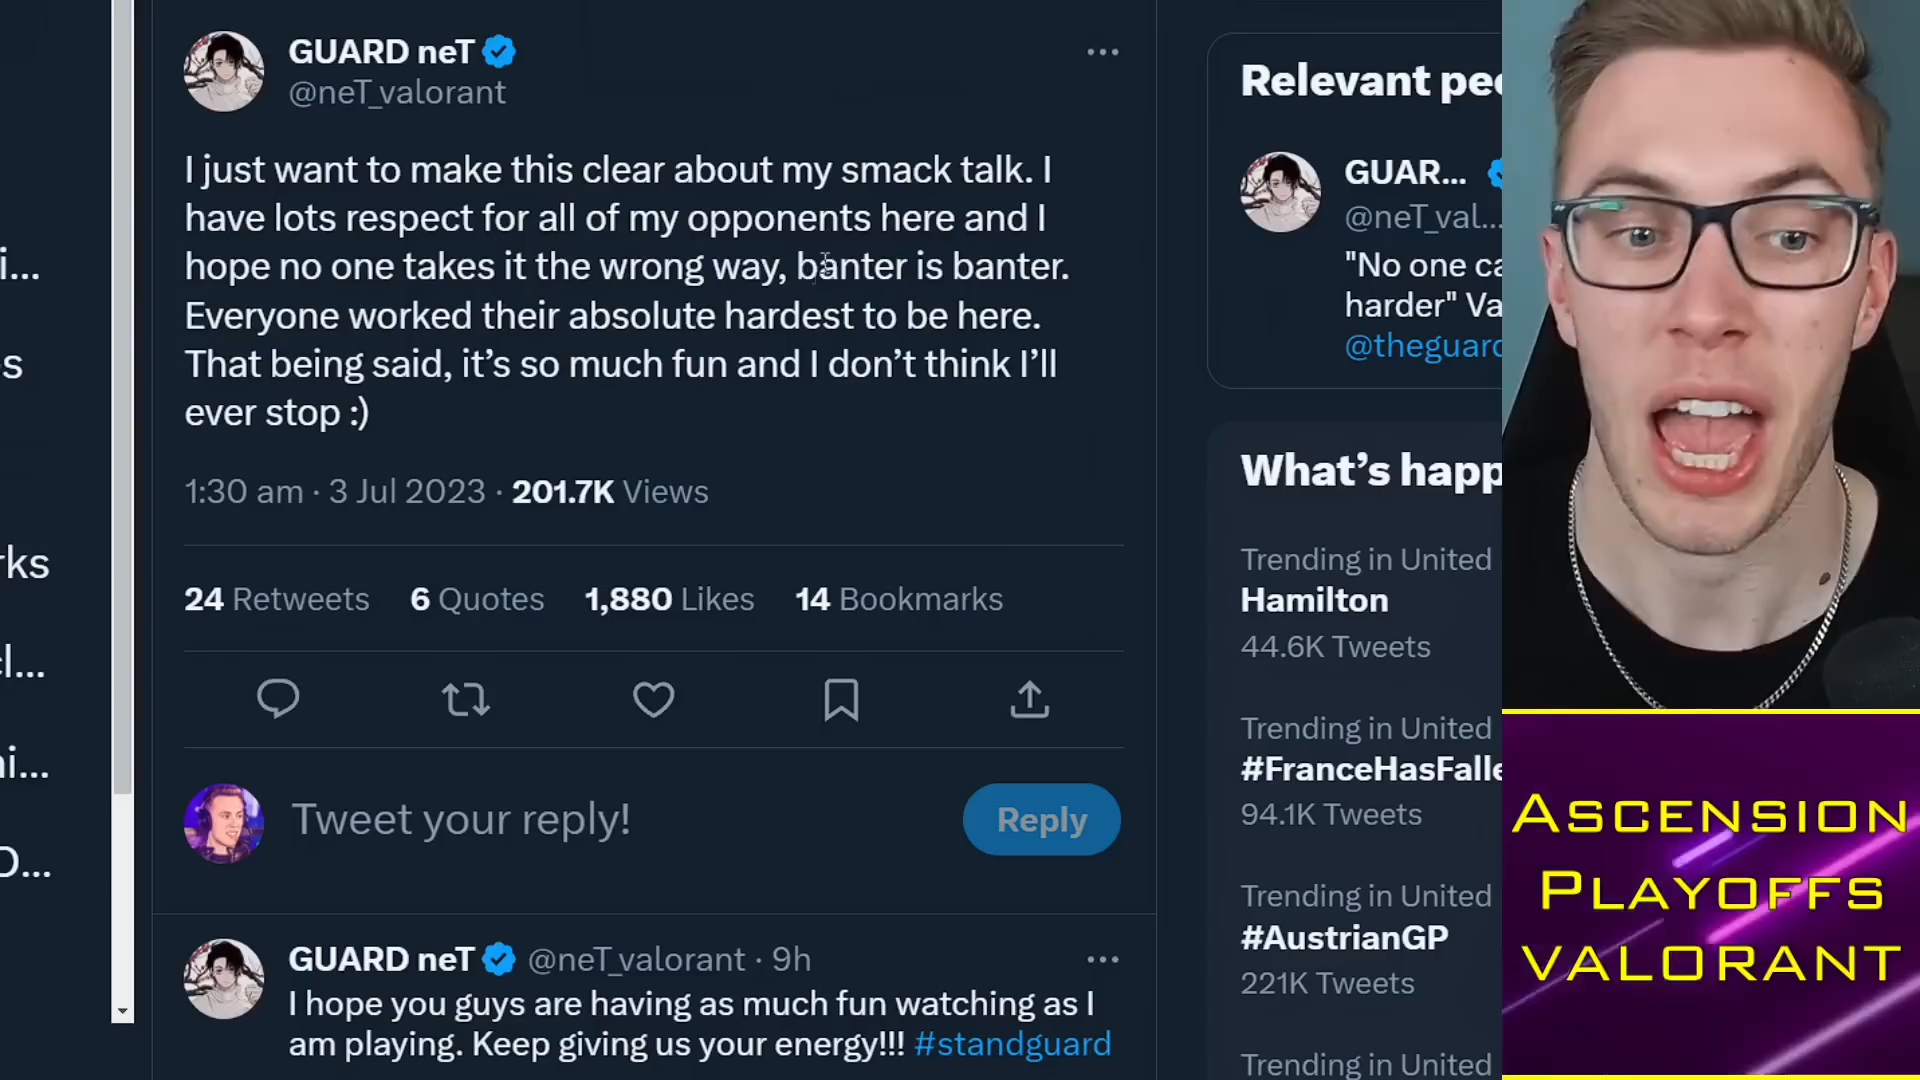 GUARD neT
@neT_valorant
I just want to make this clear about my smack talk. I
have lots respect for all of my opponents here and I
hope no one takes it the wrong way, banter is banter.
Everyone worked their absolute hardest to be here.
That being said, it’s so much fun and I don’t think I’ll
ever stop :)
1:30 am · 3 Jul 2023 · 201.7K Views
24 Retweets 6 Quotes 1,880 Likes 14 Bookmarks
Tweet your reply!
Reply
GUARD neT @neT_valorant · 9h
I hope you guys are having as much fun watching as I
am playing. Keep giving us your energy!!! #standguard
Relevant pe
GUAR...
@neT_val...
"No one ca
harder" Va
@theguard
What’s happ
Trending in United
Hamilton
44.6K Tweets
Trending in United
#FranceHasFalle
94.1K Tweets
Trending in United
#AustrianGP
221K Tweets
Trending in United
i...
s
rks
cl...
ni...
D...
ASCENSION
PLAYOFFS
VALORANT